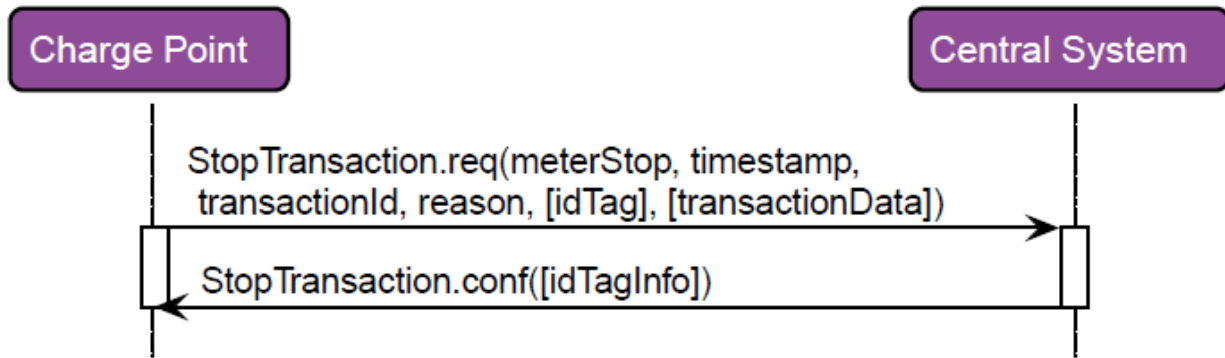 Charge Point
Central System
StopTransaction.req(meterStop, timestamp,
transactionId, reason, [idTag], [transactionData])
StopTransaction.conf([idTagInfo])